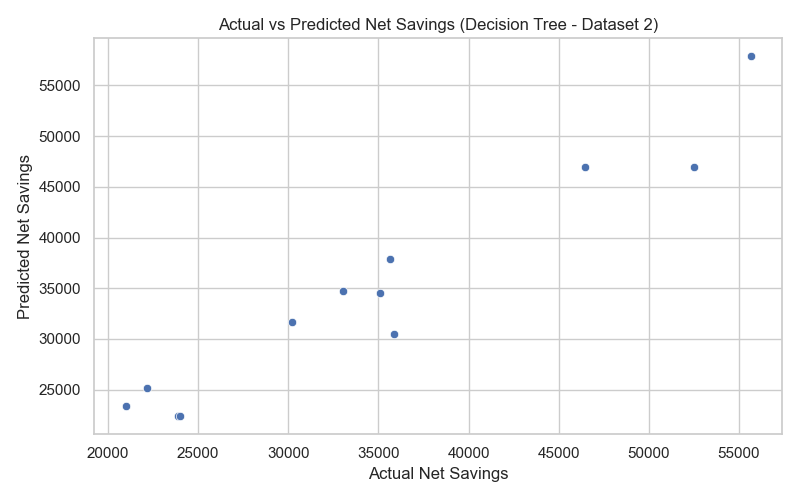 Actual vs Predicted Net Savings (Decision Tree - Dataset 2)
Predicted Net Savings
55000
50000
45000
40000
35000
30000
25000
20000 25000 30000 35000 40000 45000 50000 55000
Actual Net Savings